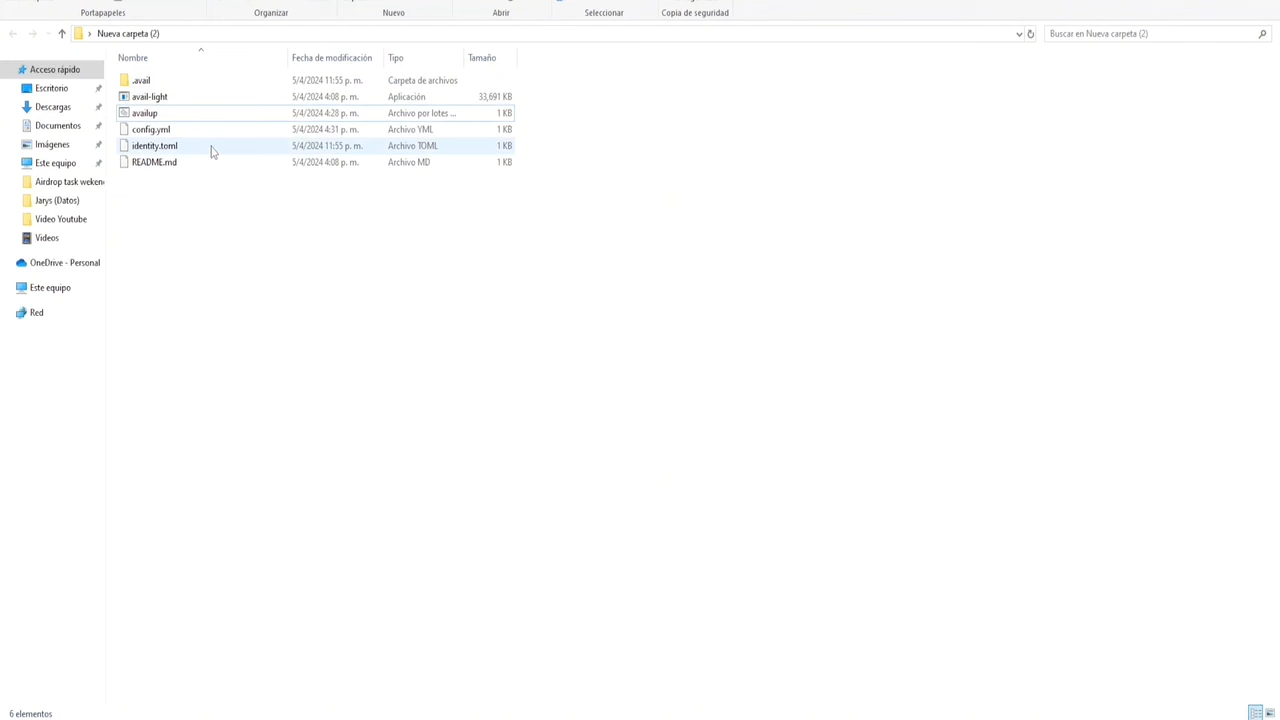 Portapapeles Organizar Nuevo Abrir Seleccionar Copia de seguridad
Nueva carpeta (2) Buscar en Nueva carpeta (2)
Nombre Fecha de modificación Tipo Tamaño
Acceso rápido
Escritorio
Descargas
Documentos
Imágenes
Este equipo
Airdrop task weken
Jarys (Datos)
Video Youtube
Videos
OneDrive - Personal
Este equipo
Red
.avail 5/4/2024 11:55 p. m. Carpeta de archivos
avail-light 5/4/2024 4:08 p. m. Aplicación 33,691 KB
availup 5/4/2024 4:28 p. m. Archivo por lotes ... 1 KB
config.yml 5/4/2024 4:31 p. m. Archivo YML 1 KB
identity.toml 5/4/2024 11:55 p. m. Archivo TOML 1 KB
README.md 5/4/2024 4:08 p. m. Archivo MD 1 KB
6 elementos